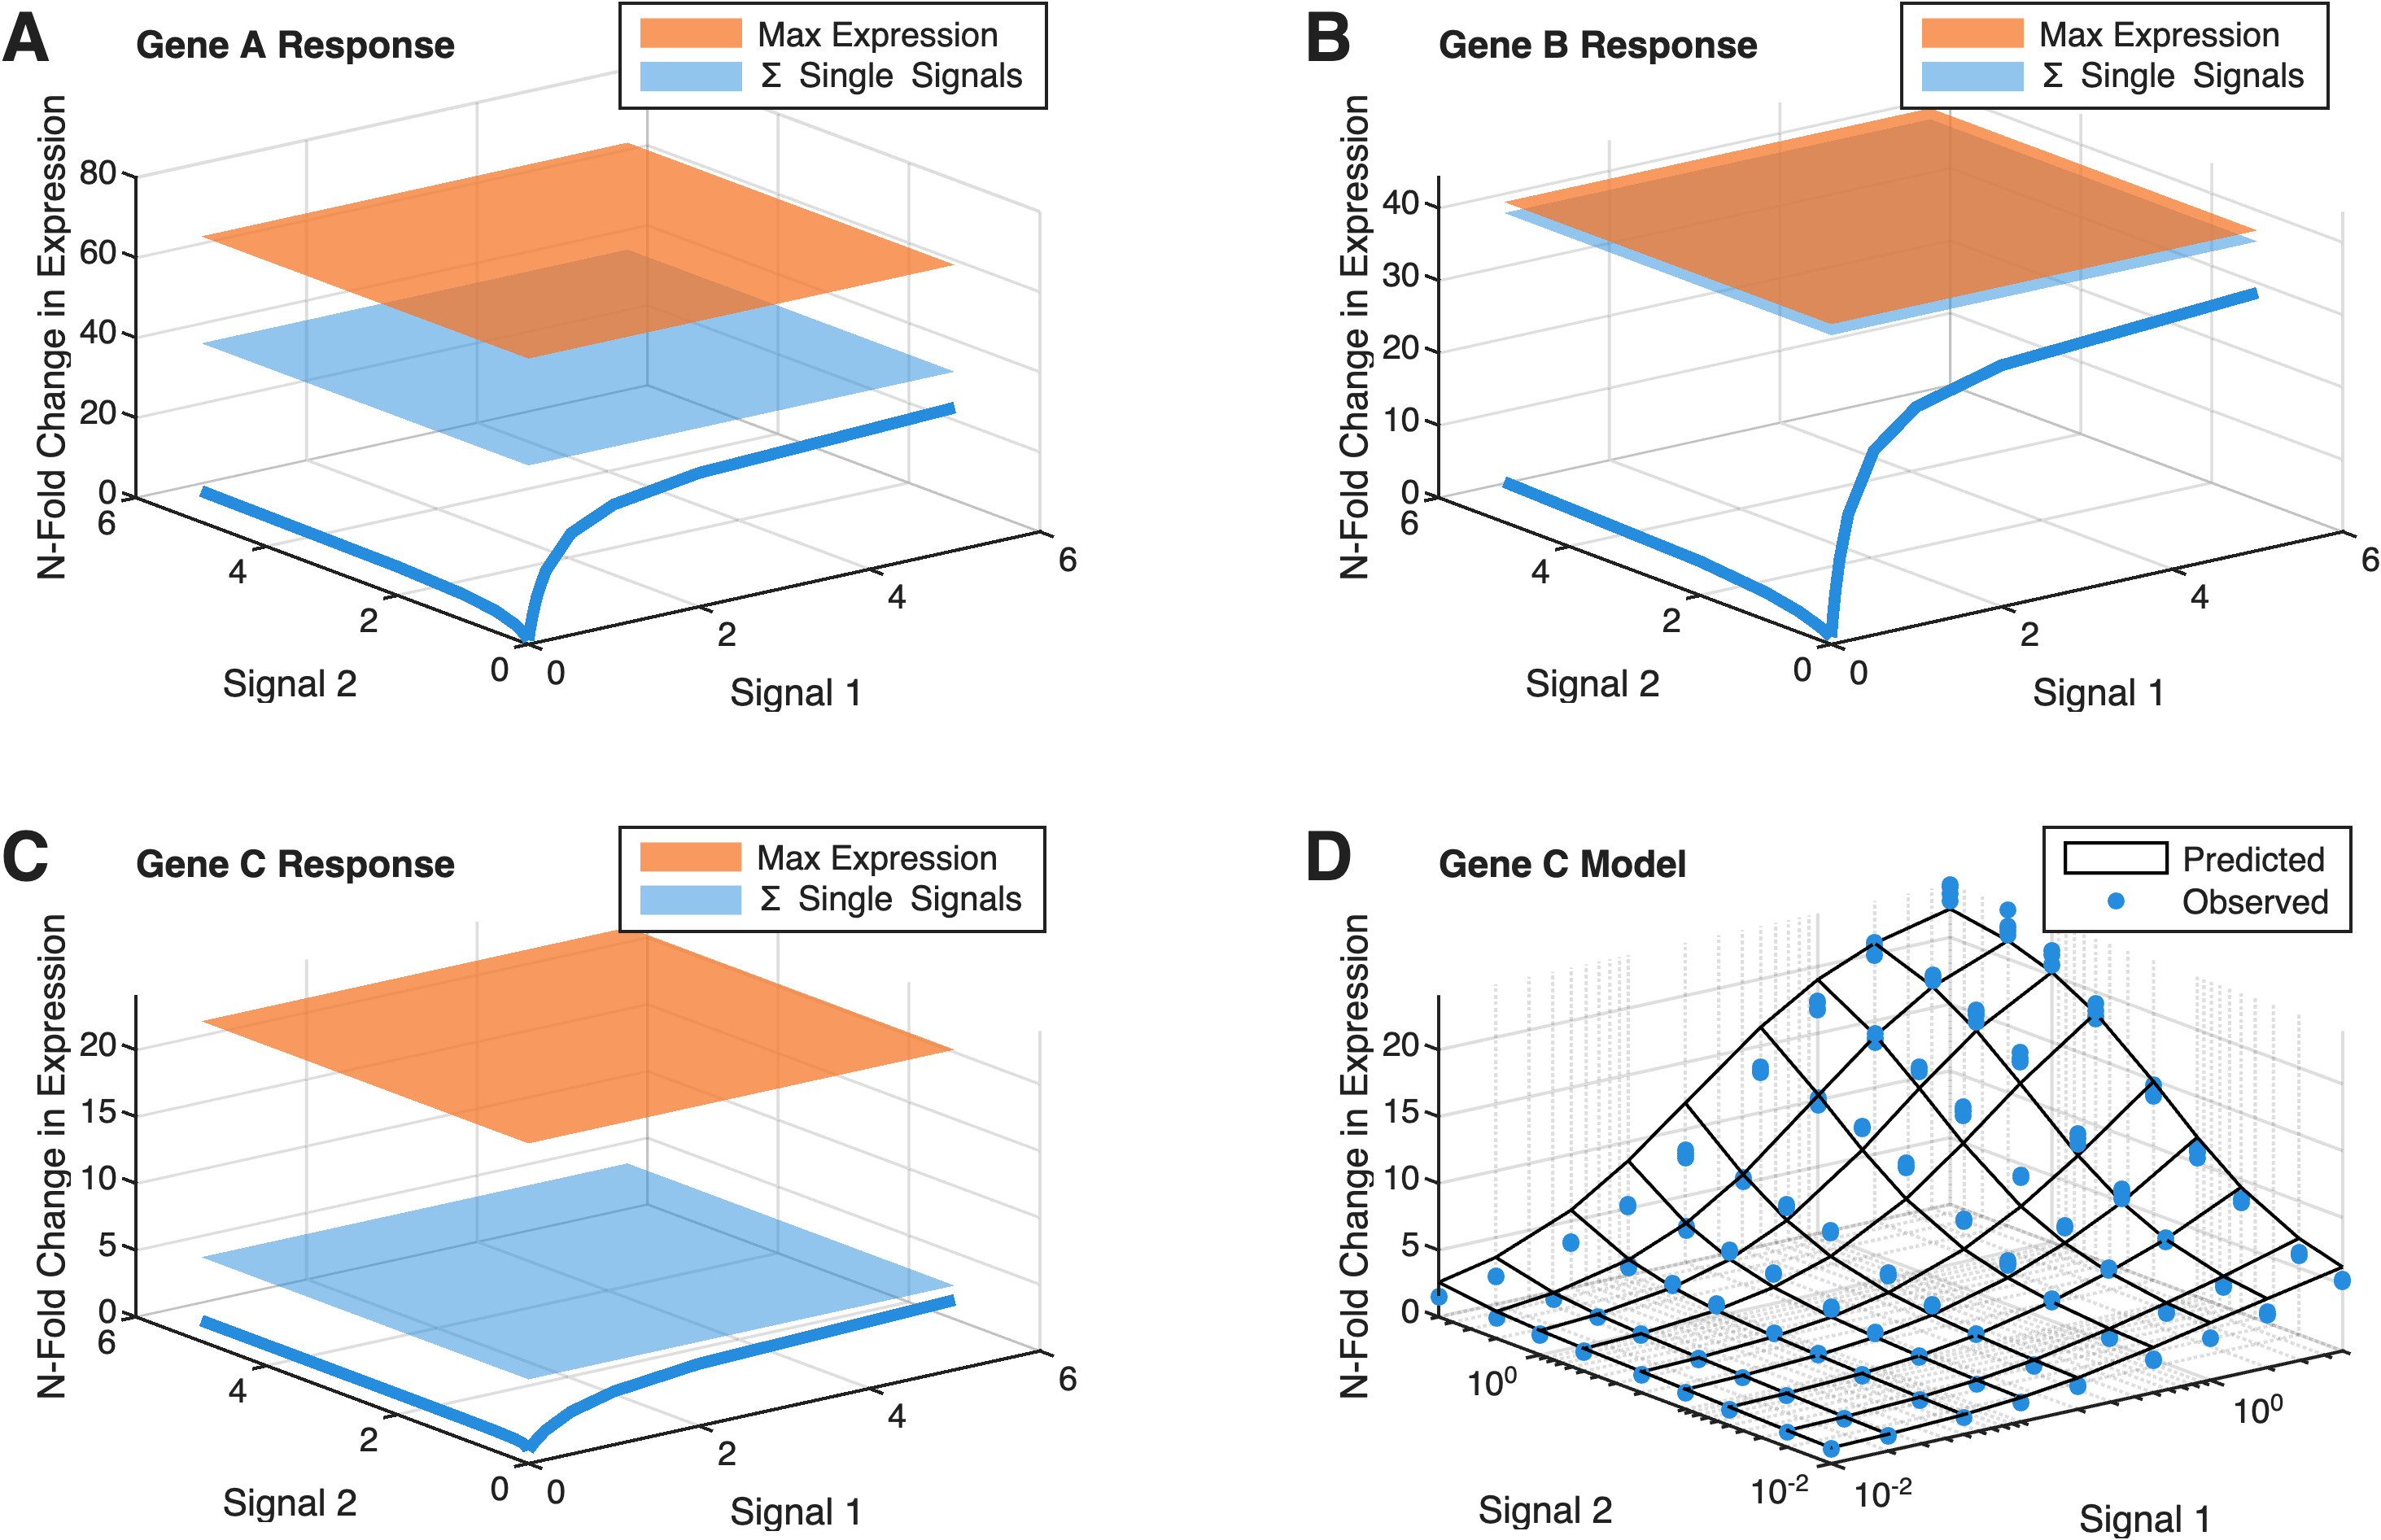 A
Gene A Response
Max Expression
Σ Single Signals
N-Fold Change in Expression
80
60
40
20
0
6
4
2
0
Signal 2
0
2
4
6
Signal 1
B
Gene B Response
Max Expression
Σ Single Signals
N-Fold Change in Expression
40
30
20
10
0
6
4
2
0
Signal 2
0
2
4
6
Signal 1
C
Gene C Response
Max Expression
Σ Single Signals
N-Fold Change in Expression
20
15
10
5
0
6
4
2
0
Signal 2
0
2
4
6
Signal 1
D
Gene C Model
Predicted
Observed
N-Fold Change in Expression
20
15
10
5
0
10⁰
10⁻²
Signal 2
10⁻²
10⁰
Signal 1